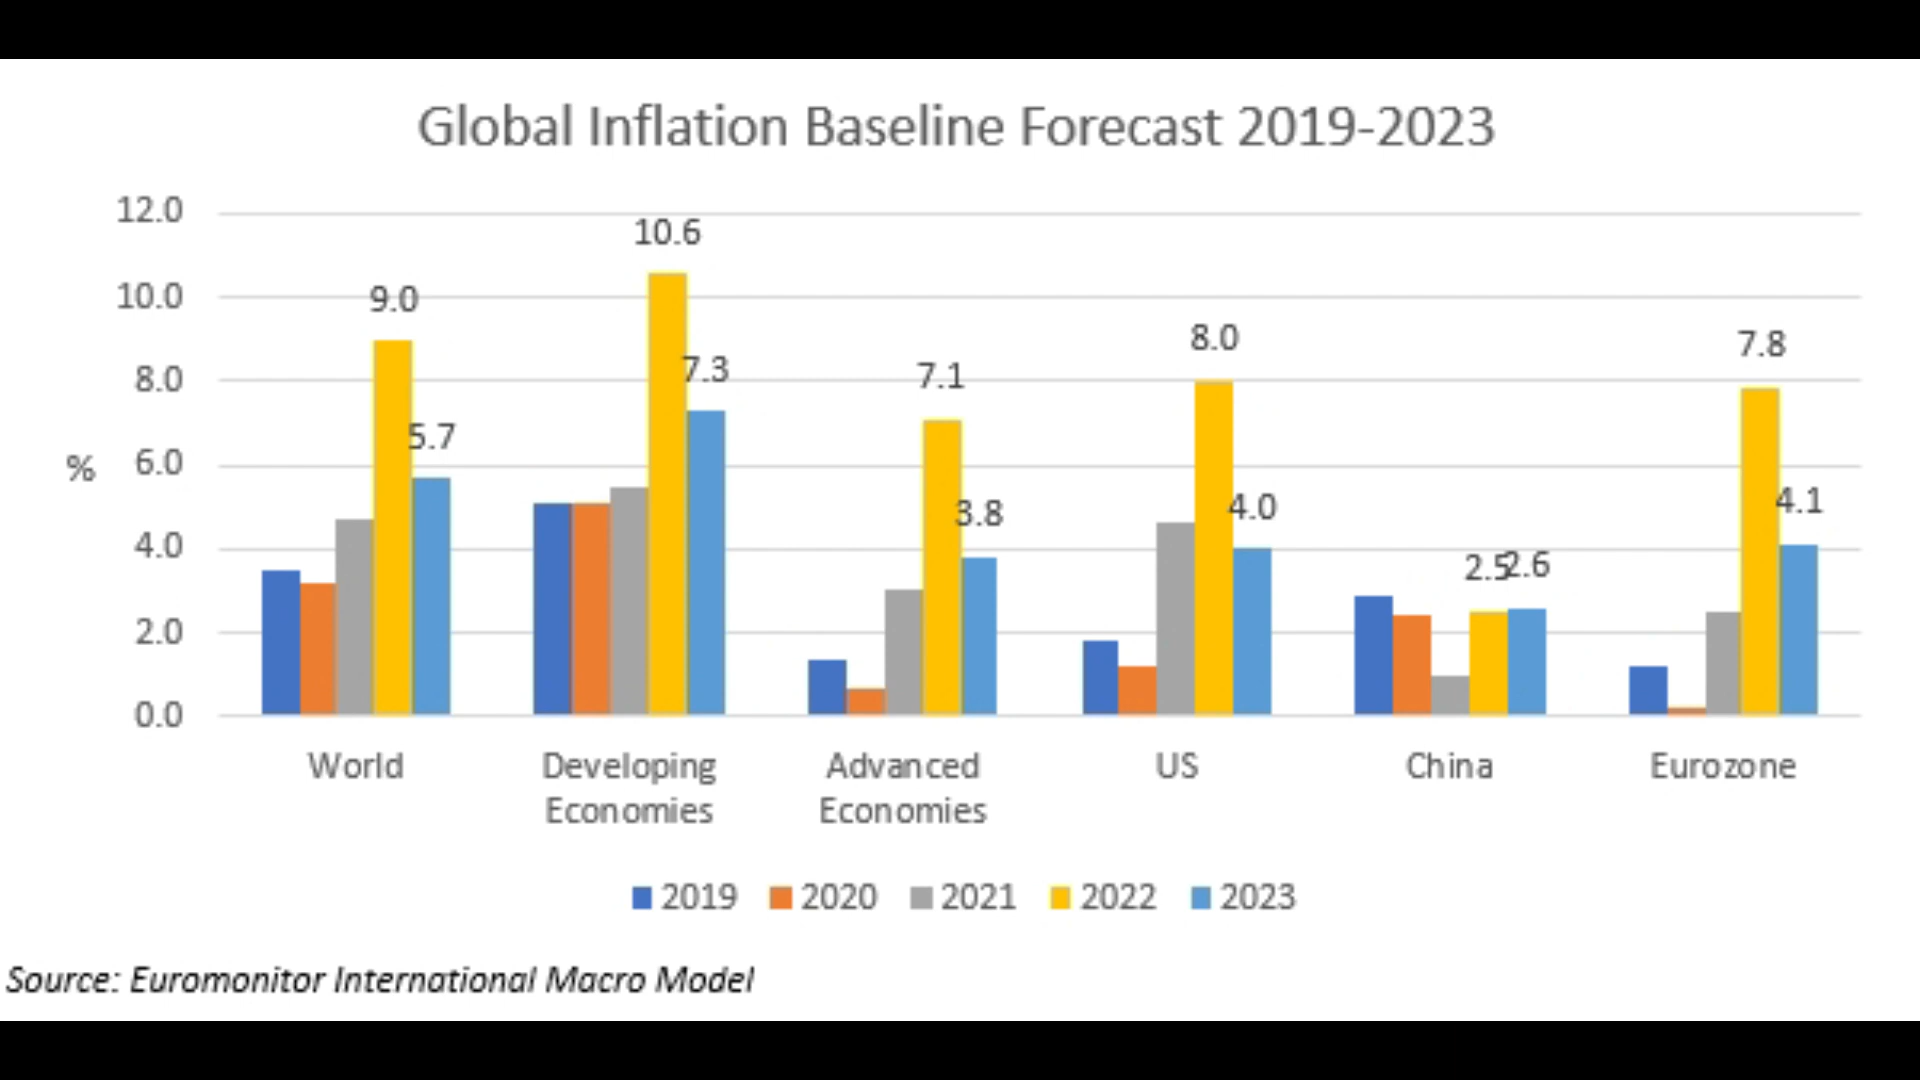 Global Inflation Baseline Forecast 2019-2023
12.0
10.0
8.0
6.0
4.0
2.0
0.0
%
9.0
5.7
10.6
7.3
7.1
3.8
8.0
4.0
2.5
2.6
7.8
4.1
World
Developing
Economies
Advanced
Economies
US
China
Eurozone
2019 2020 2021 2022 2023
Source: Euromonitor International Macro Model